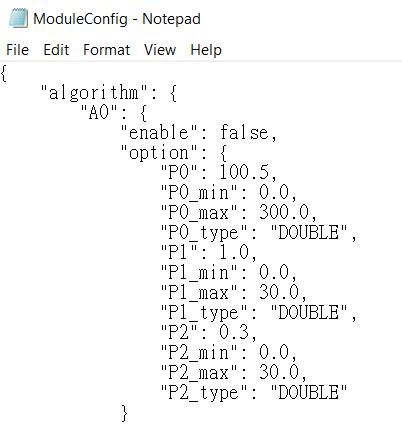 ModuleConfig - Notepad
File Edit Format View Help
{
    "algorithm": {
        "A0": {
            "enable": false,
            "option": {
                "P0": 100.5,
                "P0_min": 0.0,
                "P0_max": 300.0,
                "P0_type": "DOUBLE",
                "P1": 1.0,
                "P1_min": 0.0,
                "P1_max": 30.0,
                "P1_type": "DOUBLE",
                "P2": 0.3,
                "P2_min": 0.0,
                "P2_max": 30.0,
                "P2_type": "DOUBLE"
            }